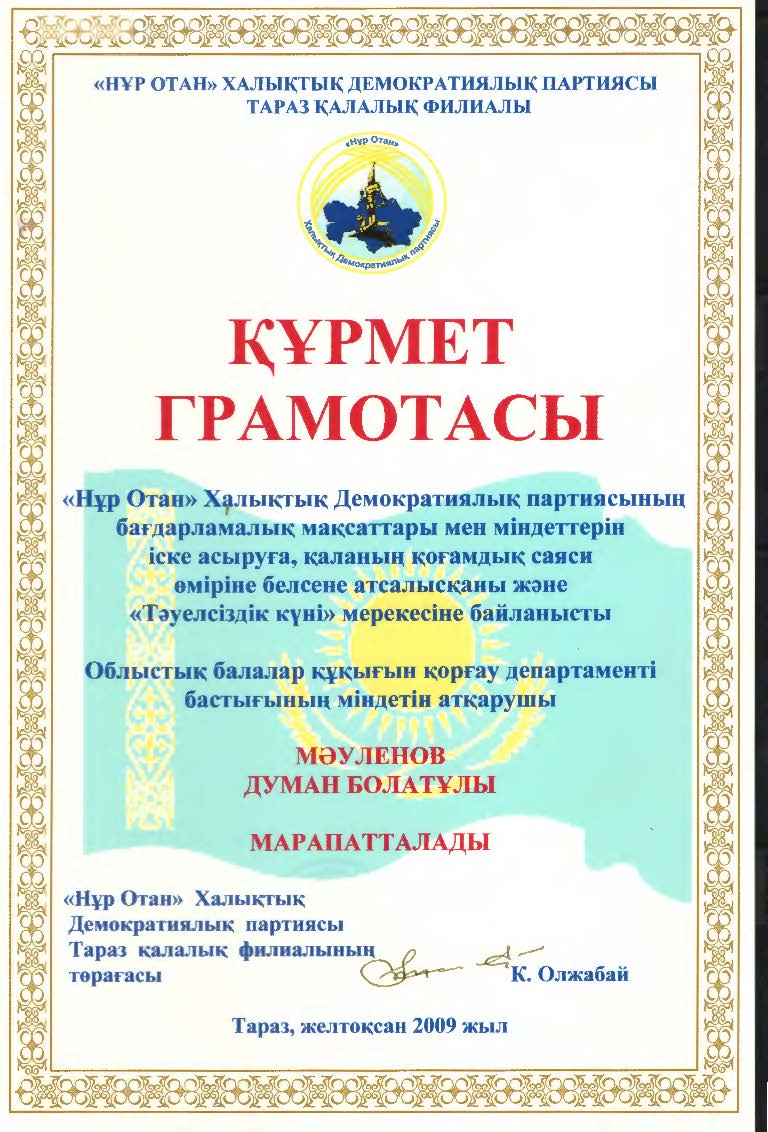 «НҰР ОТАН» ХАЛЫҚТЫҚ ДЕМОКРАТИЯЛЫҚ ПАРТИЯСЫ
ТАРАЗ ҚАЛАЛЫҚ ФИЛИАЛЫ
«Нұр Отан»
Халықтық Демократиялық партиясы
ҚҰРМЕТ
ГРАМОТАСЫ
«Нұр Отан» Халықтық Демократиялық партиясының
бағдарламалық мақсаттары мен міндеттерін
іске асыруға, қаланың қоғамдық саяси
өміріне белсене атсалысқаны және
«Тәуелсіздік күні» мерекесіне байланысты
Облыстық балалар құқығын қорғау департаменті
бастығының міндетін атқарушы
МӘУЛЕНОВ
ДУМАН БОЛАТҰЛЫ
МАРАПАТТАЛАДЫ
«Нұр Отан» Халықтық
Демократиялық партиясы
Тараз қалалық филиалының
төрағасы К. Олжабай
Тараз, желтоқсан 2009 жыл